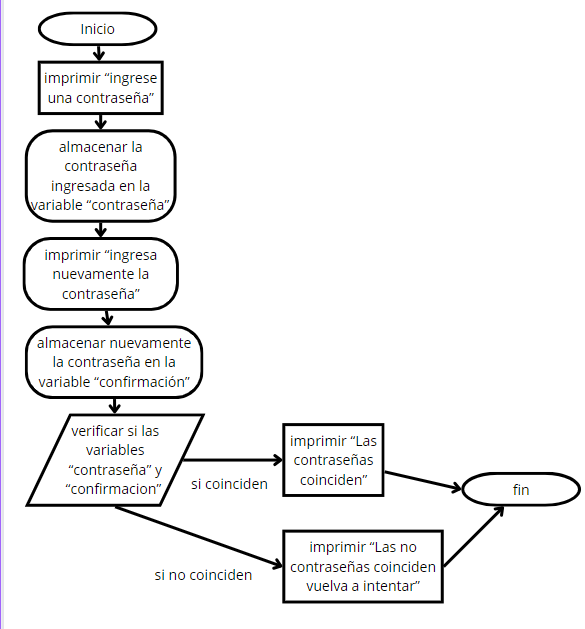 Inicio
imprimir “ingrese
una contraseña”
almacenar la
contraseña
ingresada en la
variable “contraseña”
imprimir “ingresa
nuevamente la
contraseña”
almacenar nuevamente
la contraseña en la
variable “confirmación”
verificar si las
variables
“contraseña” y
“confirmacion”
si coinciden
imprimir “Las
contraseñas
coinciden”
fin
si no coinciden
imprimir “Las no
contraseñas coinciden
vuelva a intentar”